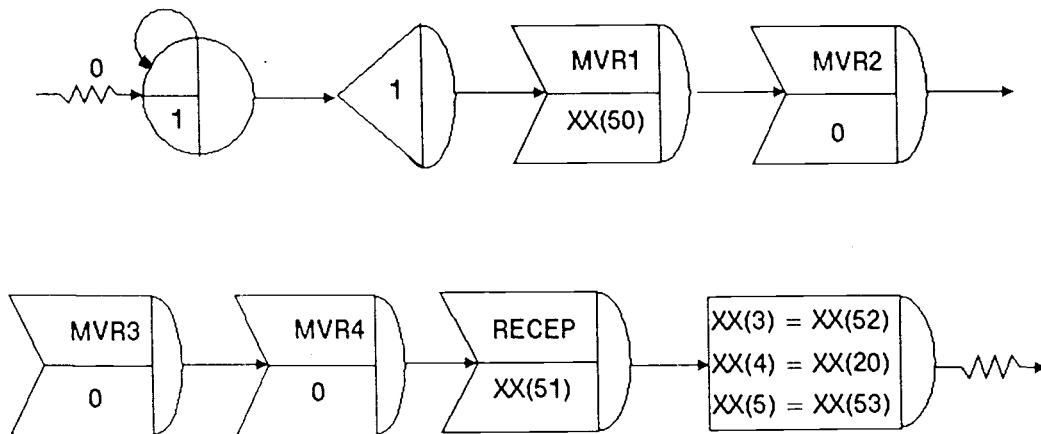 0
1
1
MVR1
XX(50)
MVR2
0
MVR3
0
MVR4
0
RECEP
XX(51)
XX(3) = XX(52)
XX(4) = XX(20)
XX(5) = XX(53)